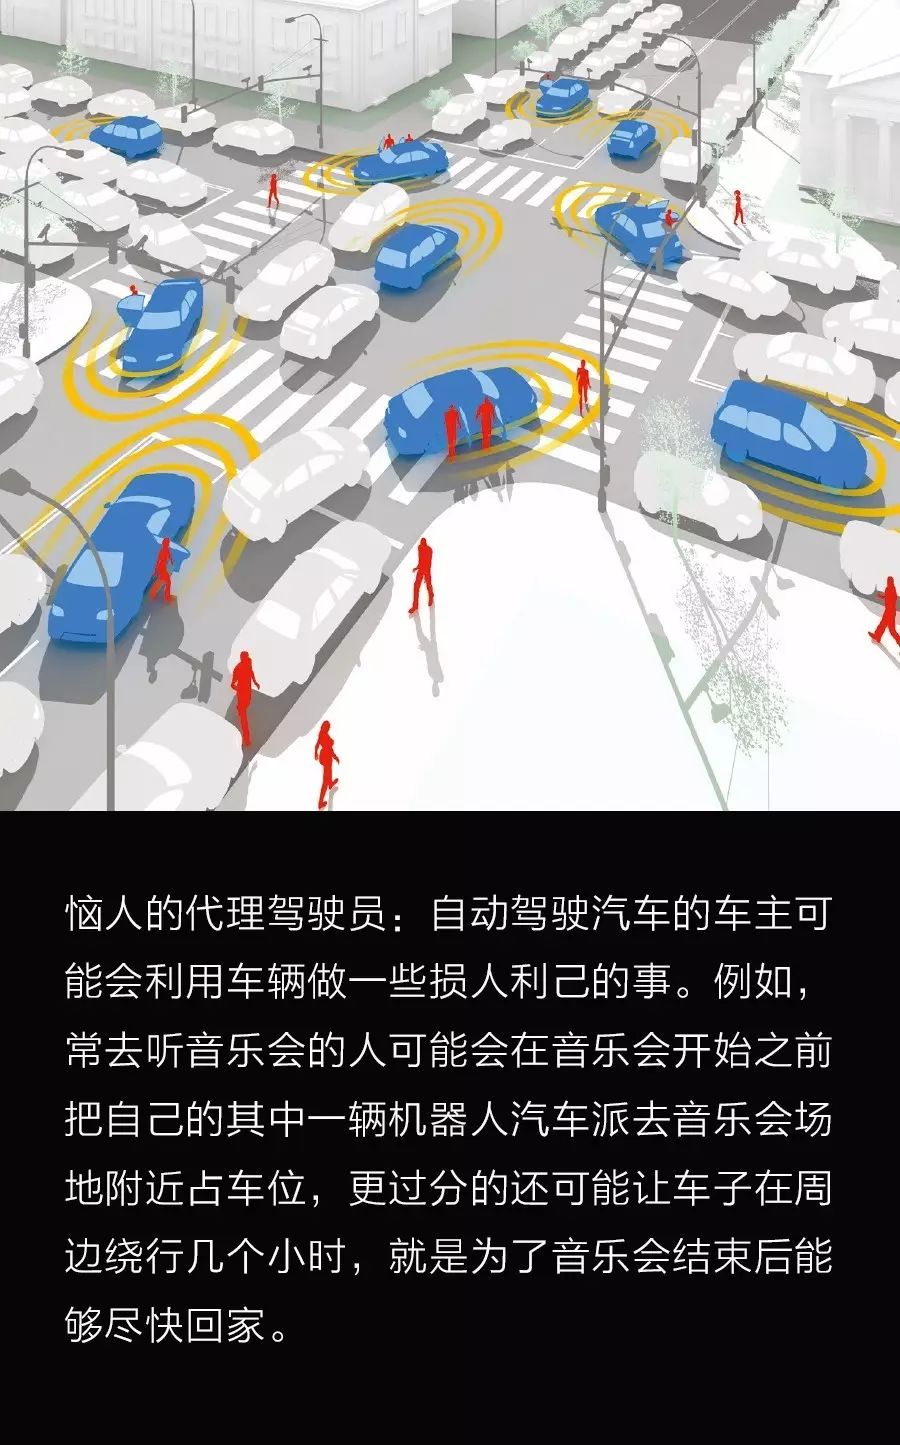 恼人的代理驾驶员：自动驾驶汽车的车主可
能会利用车辆做一些损人利己的事。例如，
常去听音乐会的人可能会在音乐会开始之前
把自己的其中一辆机器人汽车派去音乐会场
地附近占车位，更过分的还可能让车子在周
边绕行几个小时，就是为了音乐会结束后能
够尽快回家。